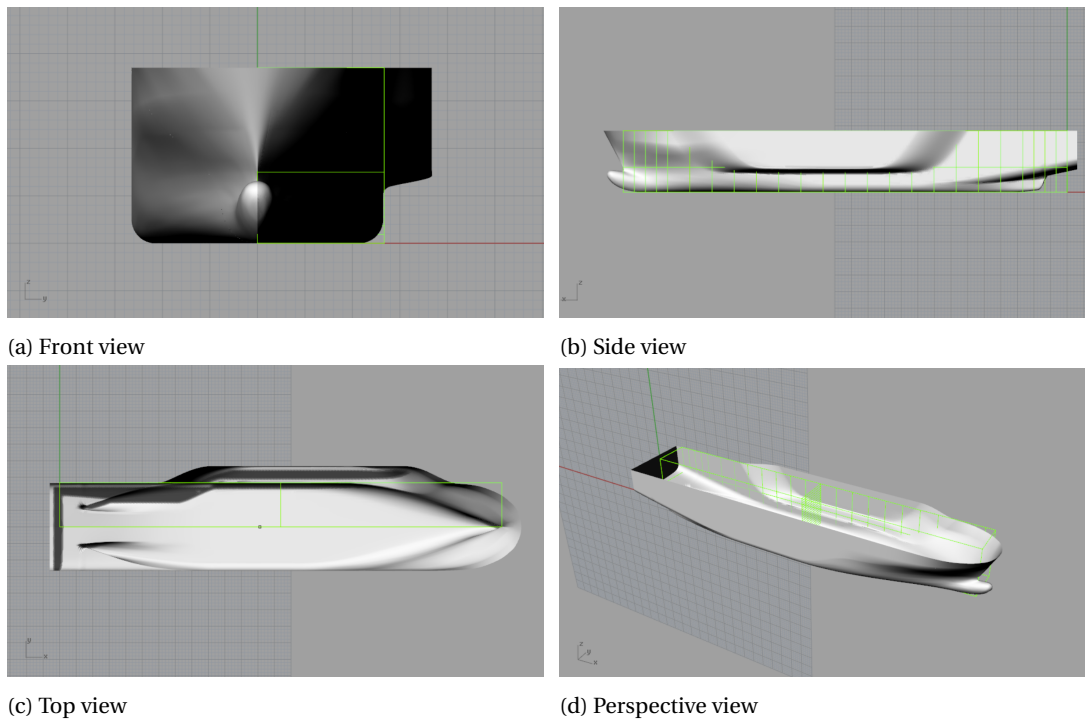 z
y
z
x
(a) Front view
(b) Side view
y
x
z
y
x
(c) Top view
(d) Perspective view